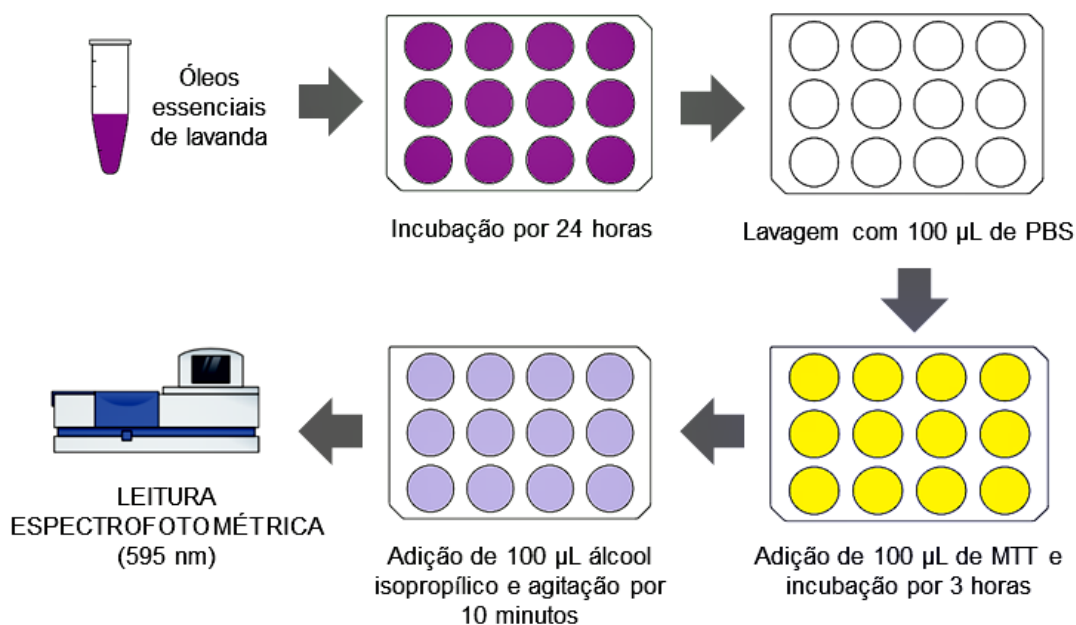 Óleos
essenciais
de lavanda
Incubação por 24 horas
Lavagem com 100 µL de PBS
Adição de 100 µL de MTT e
incubação por 3 horas
Adição de 100 µL álcool
isopropílico e agitação por
10 minutos
LEITURA
ESPECTROFOTOMÉTRICA
(595 nm)